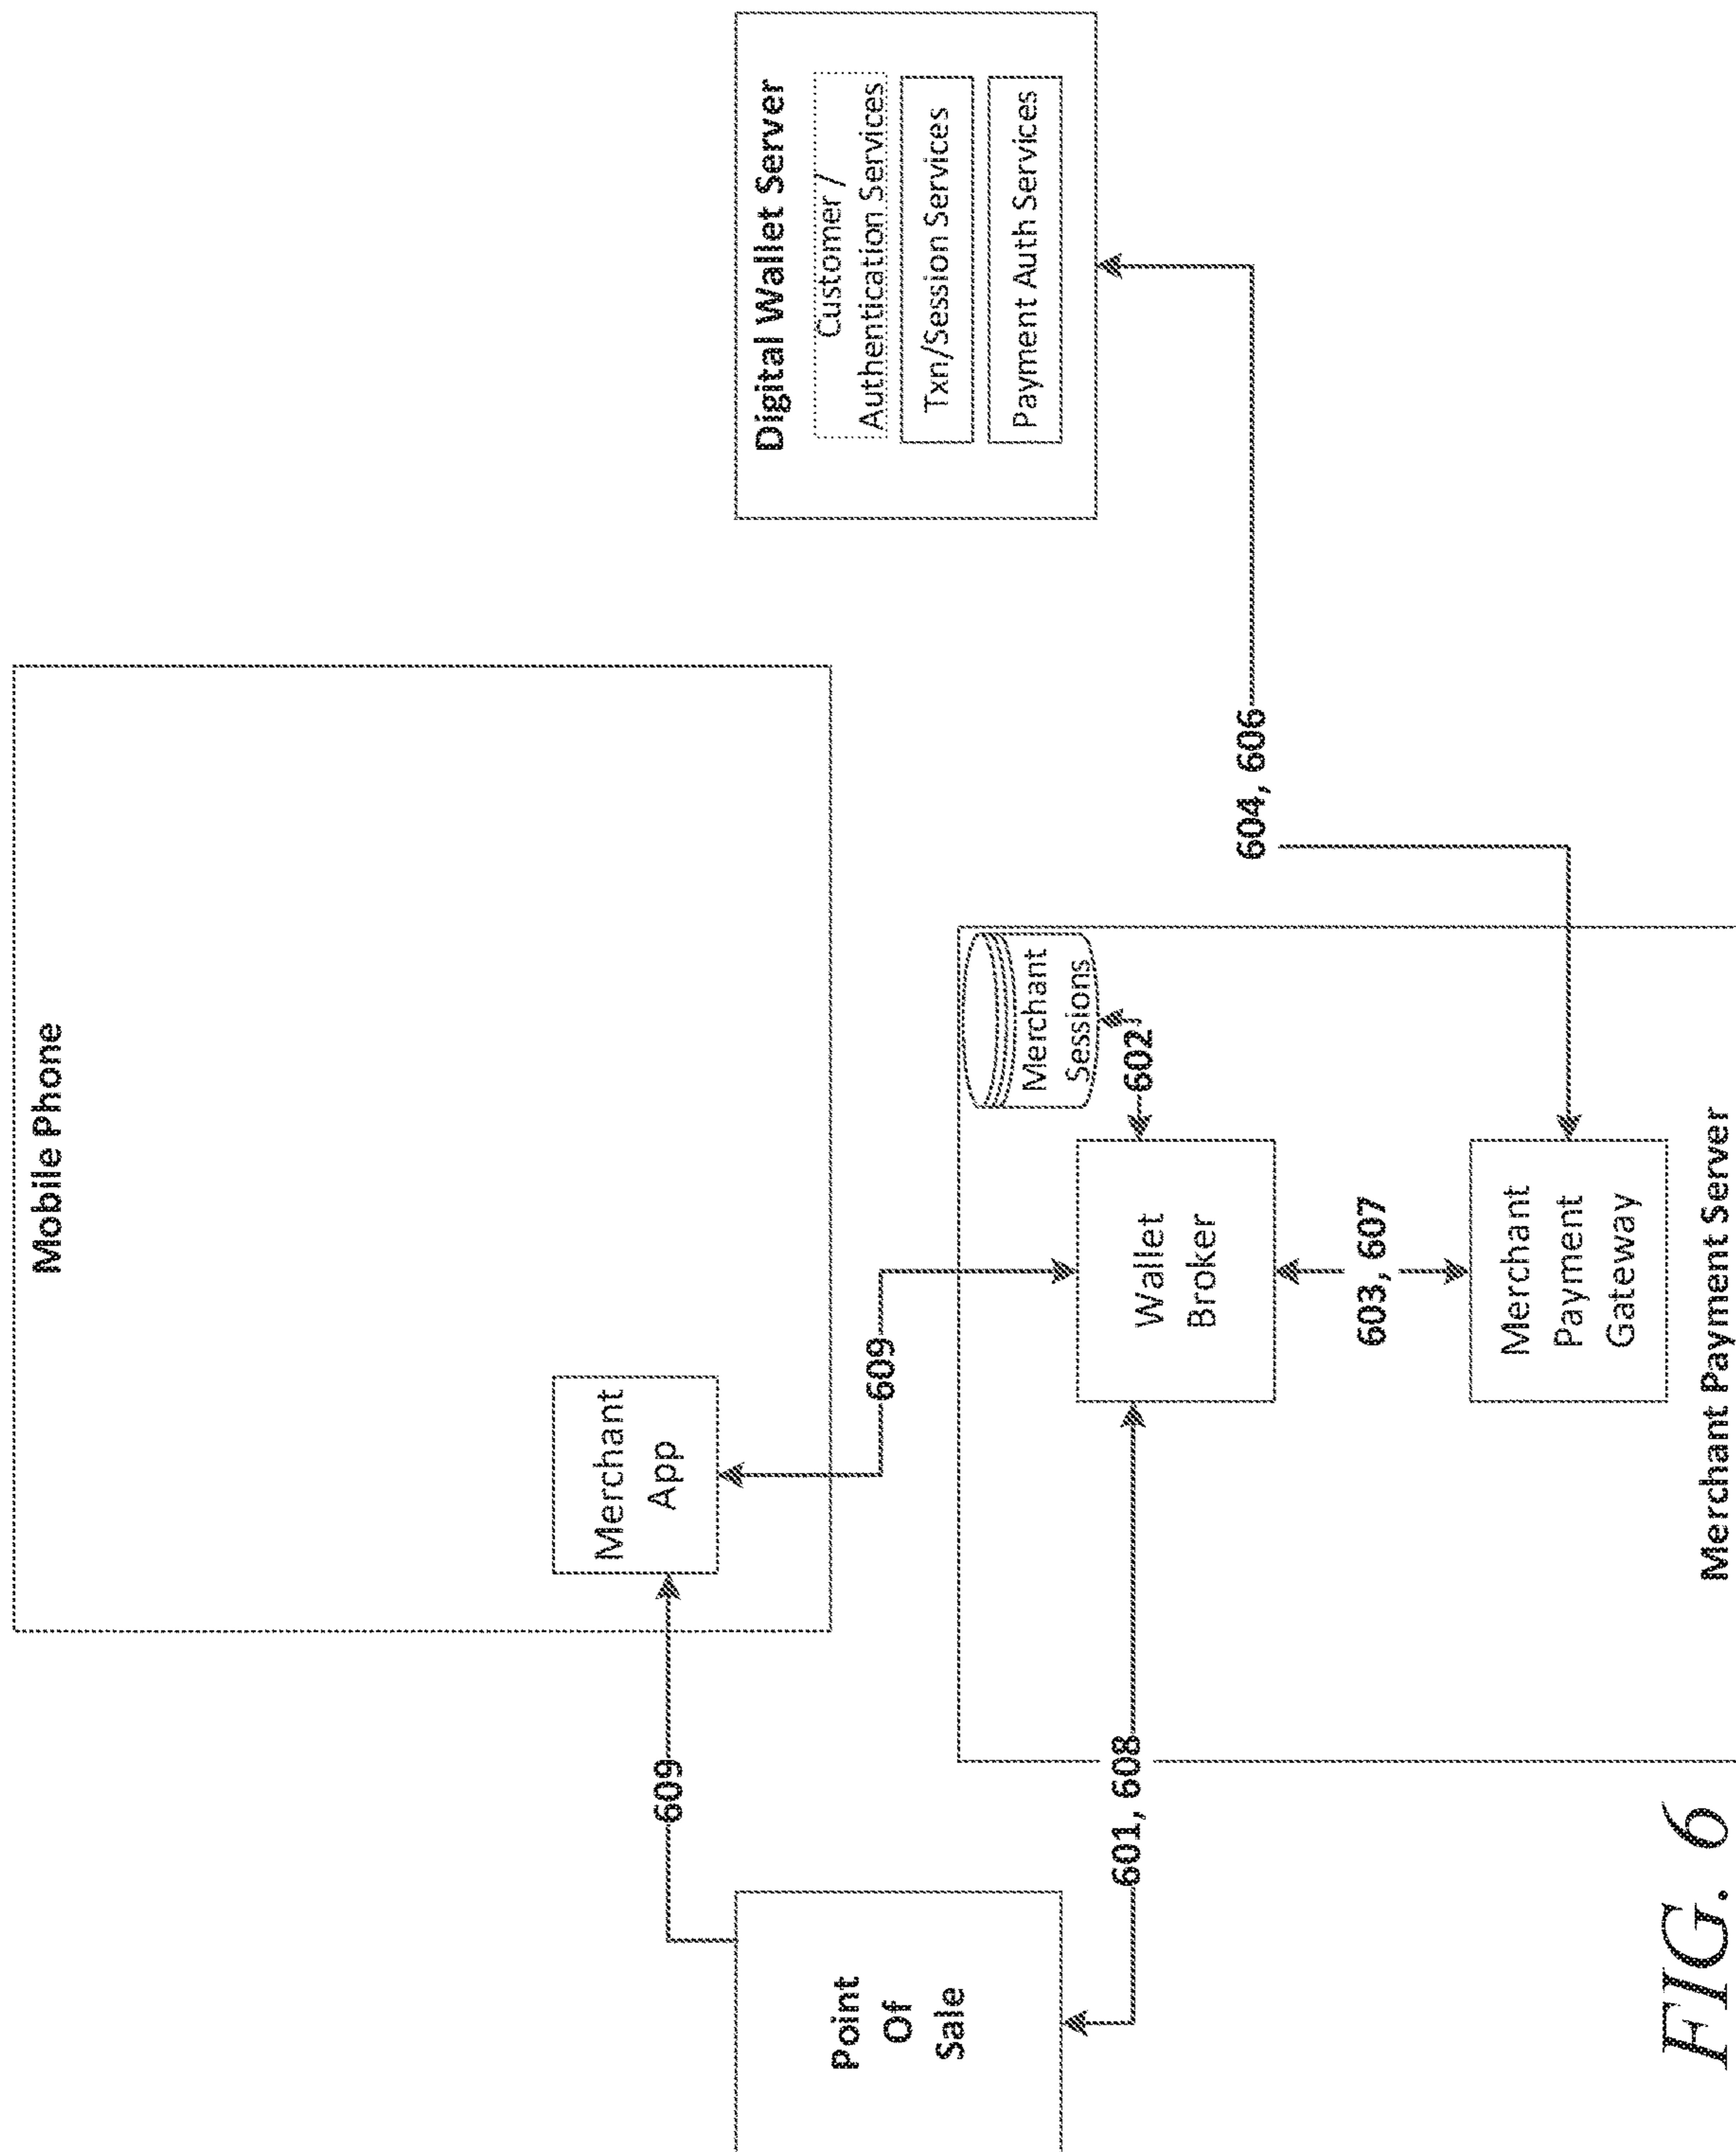 Mobile Phone
Merchant
App
609
609
Point
Of
Sale
601, 608
Digital Wallet Server
Customer /
Authentication Services
Txn/Session Services
Payment Auth Services
Merchant
Sessions
602
Wallet
Broker
603, 607
604, 606
Merchant
Payment
Gateway
Merchant Payment Server
FIG. 6